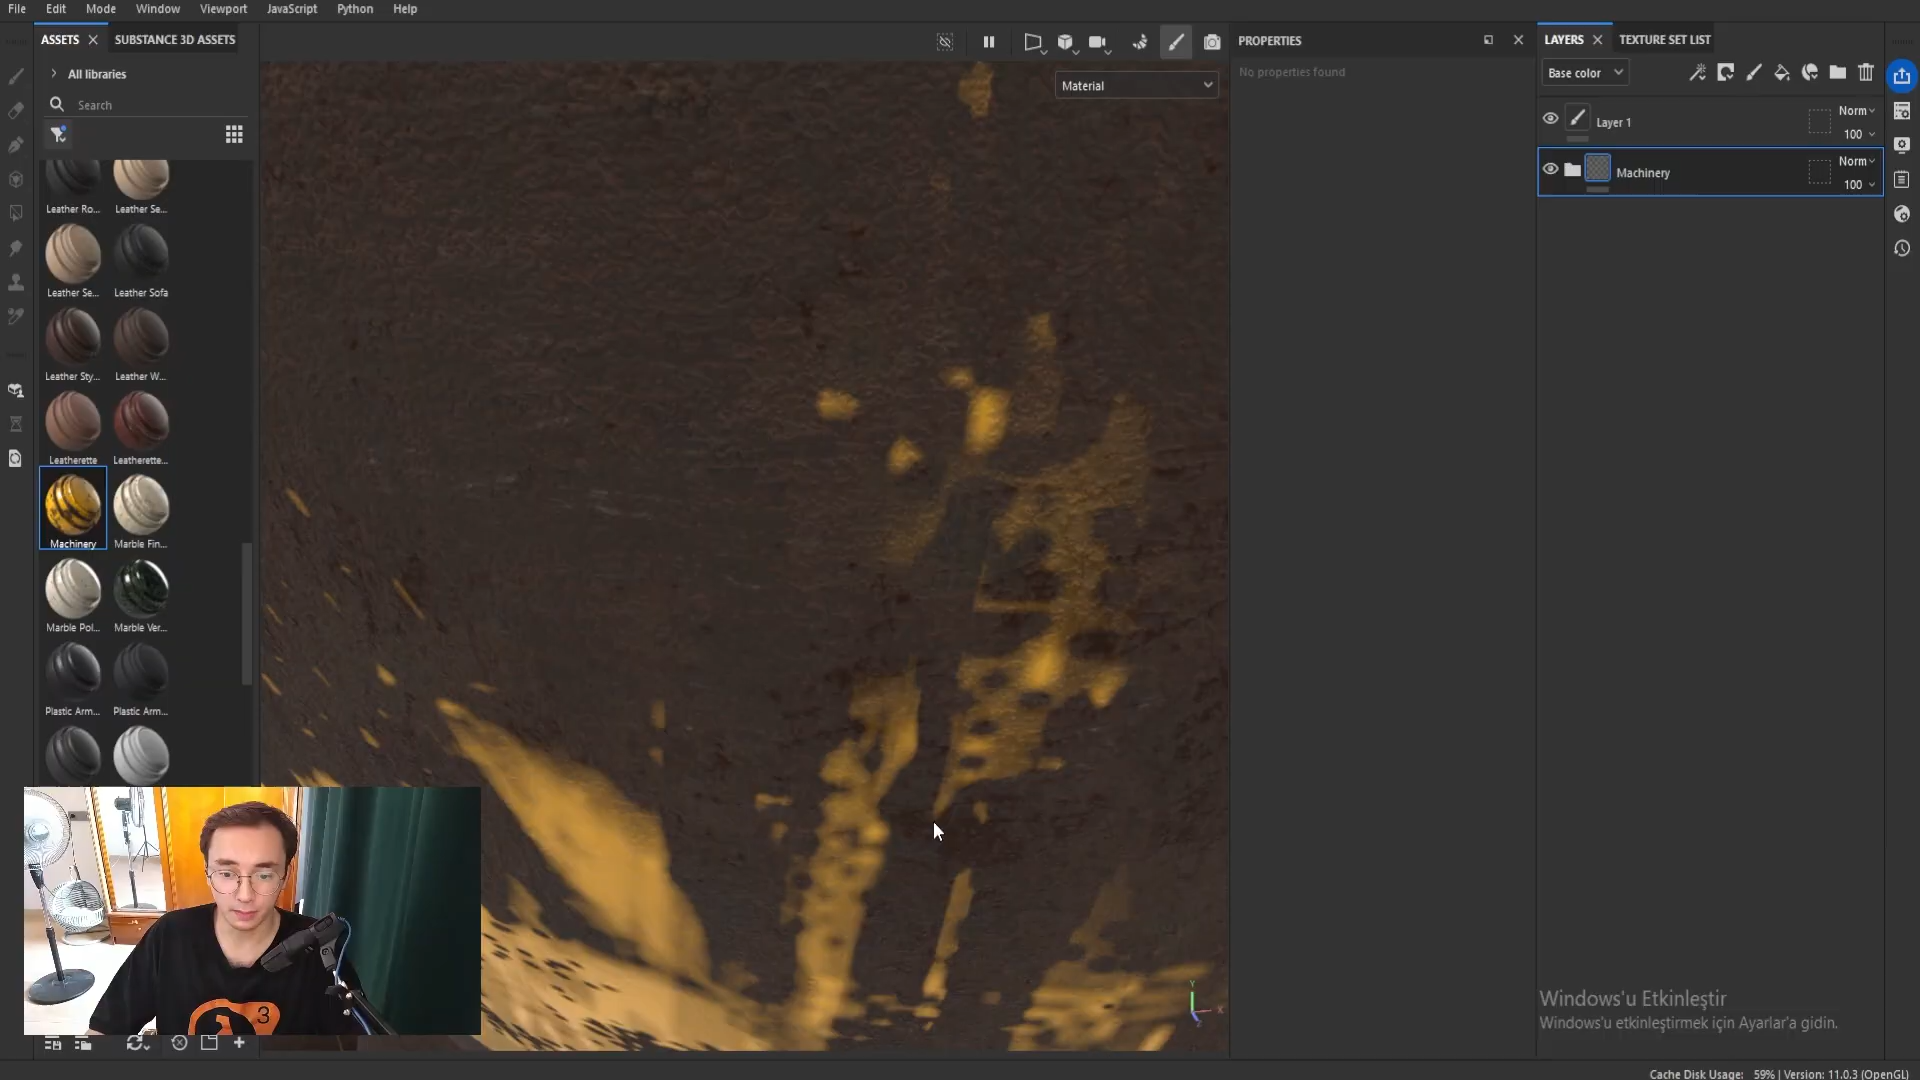 File Edit Mode Window Viewport JavaScript Python Help
ASSETS SUBSTANCE 3D ASSETS
All libraries
Search
Leather Ro... Leather Se...
Leather Se... Leather Sofa
Leather Sty... Leather W...
Leatherette Leatherette...
Machinery Marble Fin...
Marble Pol... Marble Ver...
Plastic Arm... Plastic Arm...
Material
PROPERTIES
No properties found
LAYERS TEXTURE SET LIST
Base color
Layer 1 Norm
100
Machinery Norm
100
3
Y
X
Z
Windows'u Etkinleştir
Windows'u etkinleştirmek için Ayarlar'a gidin.
Cache Disk Usage: 59% | Version: 11.0.3 (OpenGL)